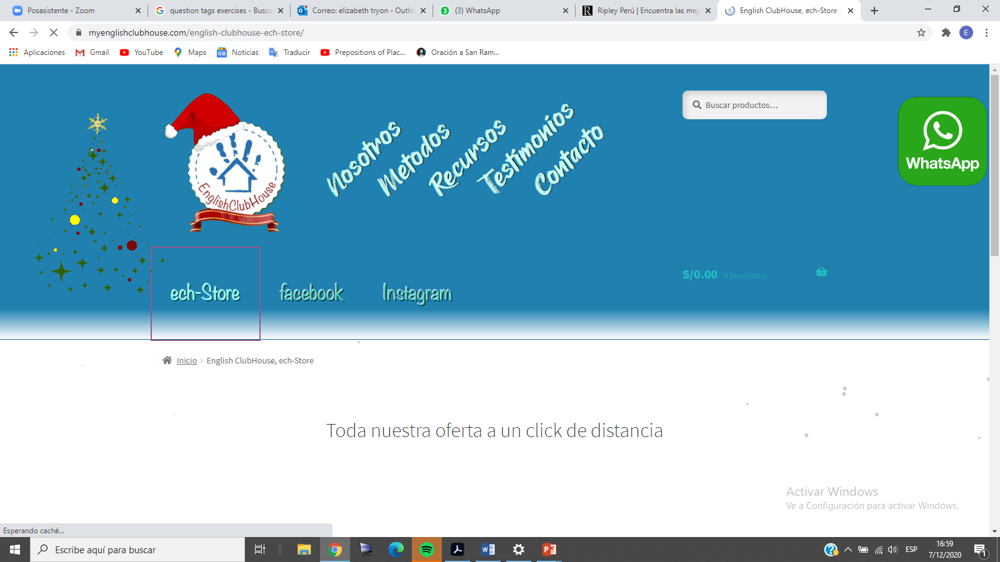 Posasistente - Zoom
question tags exercises - Busca
Correo: elizabeth tryon - Outlo
(3) WhatsApp
Ripley Perú | Encuentra las mej
English ClubHouse, ech-Store
myenglishclubhouse.com/english-clubhouse-ech-store/
E
Aplicaciones
Gmail
YouTube
Maps
Noticias
Traducir
Prepositions of Plac...
Oración a San Ram...
EnglishClubHouse
'TIS THE SEASON!
Nosotros
Metodos
Recursos
Testimonios
Contacto
Buscar productos…
WhatsApp
S/0.00 0 productos
ech-Store
facebook
Instagram
Inicio > English ClubHouse, ech-Store
Toda nuestra oferta a un click de distancia
Activar Windows
Ve a Configuración para activar Windows.
Esperando caché...
Escribe aquí para buscar
ESP
16:59
7/12/2020
1